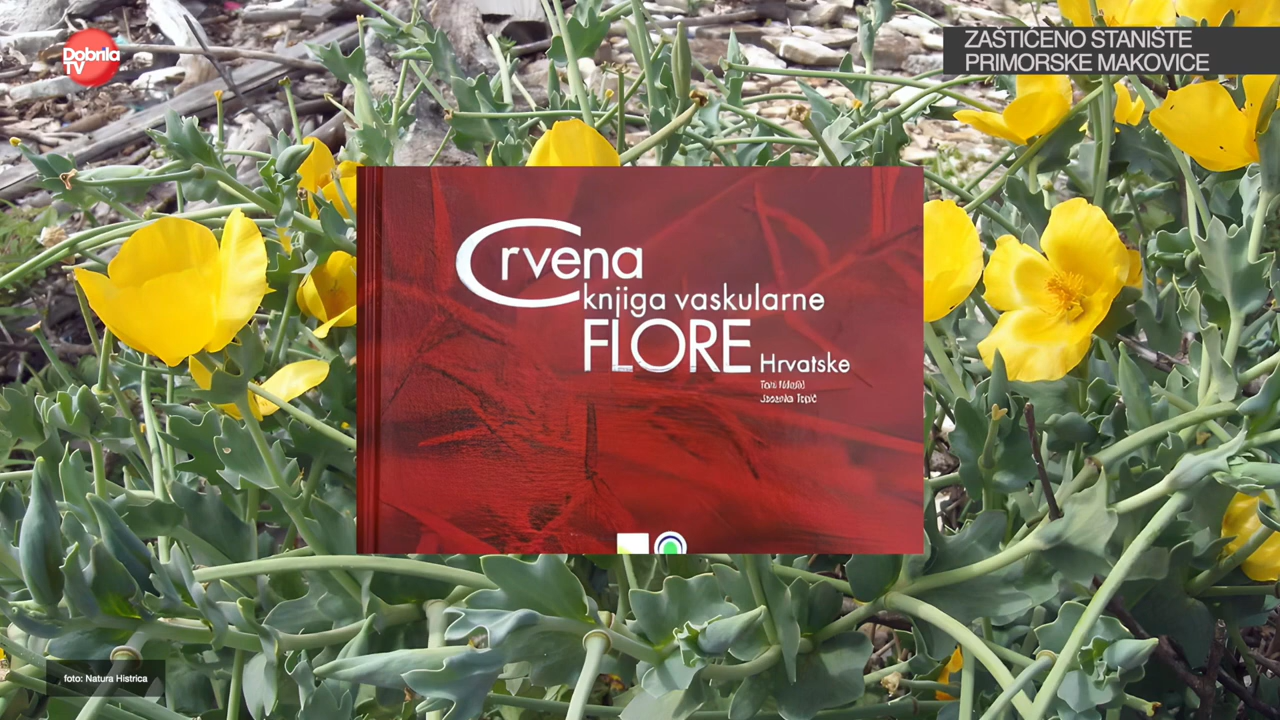 Dobrila
TV
ZAŠTIĆENO STANIŠTE
PRIMORSKE MAKOVICE
Crvena
knjiga vaskularne
FLORE Hrvatske
foto: Natura Histrica